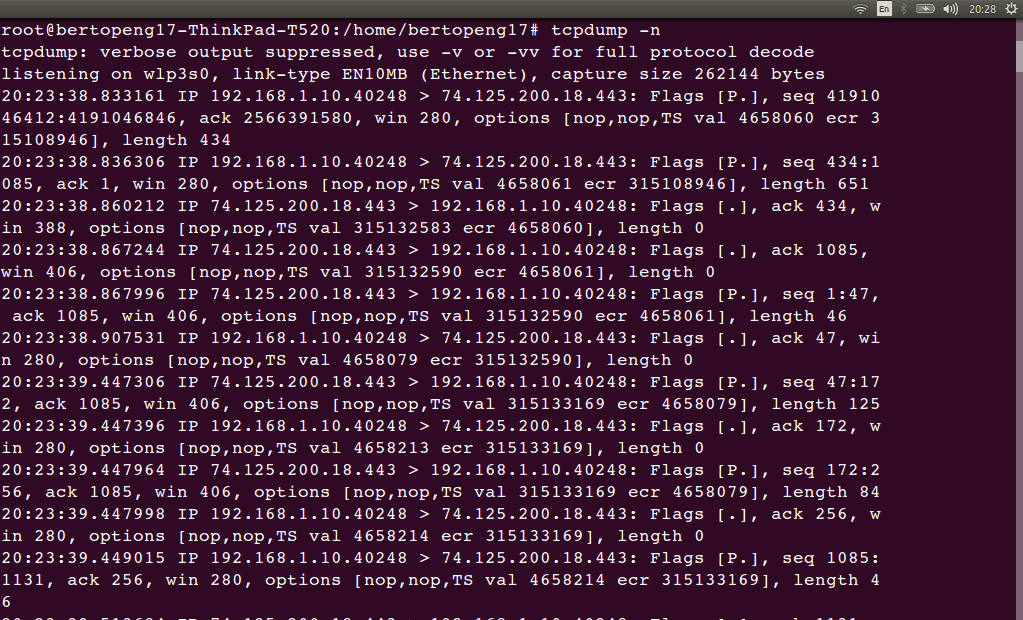 En 20:28
root@bertopeng17-ThinkPad-T520:/home/bertopeng17# tcpdump -n
tcpdump: verbose output suppressed, use -v or -vv for full protocol decode
listening on wlp3s0, link-type EN10MB (Ethernet), capture size 262144 bytes
20:23:38.833161 IP 192.168.1.10.40248 > 74.125.200.18.443: Flags [P.], seq 41910
46412:4191046846, ack 2566391580, win 280, options [nop,nop,TS val 4658060 ecr 3
15108946], length 434
20:23:38.836306 IP 192.168.1.10.40248 > 74.125.200.18.443: Flags [P.], seq 434:1
085, ack 1, win 280, options [nop,nop,TS val 4658061 ecr 315108946], length 651
20:23:38.860212 IP 74.125.200.18.443 > 192.168.1.10.40248: Flags [.], ack 434, w
in 388, options [nop,nop,TS val 315132583 ecr 4658060], length 0
20:23:38.867244 IP 74.125.200.18.443 > 192.168.1.10.40248: Flags [.], ack 1085,
win 406, options [nop,nop,TS val 315132590 ecr 4658061], length 0
20:23:38.867996 IP 74.125.200.18.443 > 192.168.1.10.40248: Flags [P.], seq 1:47,
 ack 1085, win 406, options [nop,nop,TS val 315132590 ecr 4658061], length 46
20:23:38.907531 IP 192.168.1.10.40248 > 74.125.200.18.443: Flags [.], ack 47, wi
n 280, options [nop,nop,TS val 4658079 ecr 315132590], length 0
20:23:39.447306 IP 74.125.200.18.443 > 192.168.1.10.40248: Flags [P.], seq 47:17
2, ack 1085, win 406, options [nop,nop,TS val 315133169 ecr 4658079], length 125
20:23:39.447396 IP 192.168.1.10.40248 > 74.125.200.18.443: Flags [.], ack 172, w
in 280, options [nop,nop,TS val 4658213 ecr 315133169], length 0
20:23:39.447964 IP 74.125.200.18.443 > 192.168.1.10.40248: Flags [P.], seq 172:2
56, ack 1085, win 406, options [nop,nop,TS val 315133169 ecr 4658079], length 84
20:23:39.447998 IP 192.168.1.10.40248 > 74.125.200.18.443: Flags [.], ack 256, w
in 280, options [nop,nop,TS val 4658214 ecr 315133169], length 0
20:23:39.449015 IP 192.168.1.10.40248 > 74.125.200.18.443: Flags [P.], seq 1085:
1131, ack 256, win 280, options [nop,nop,TS val 4658214 ecr 315133169], length 4
6